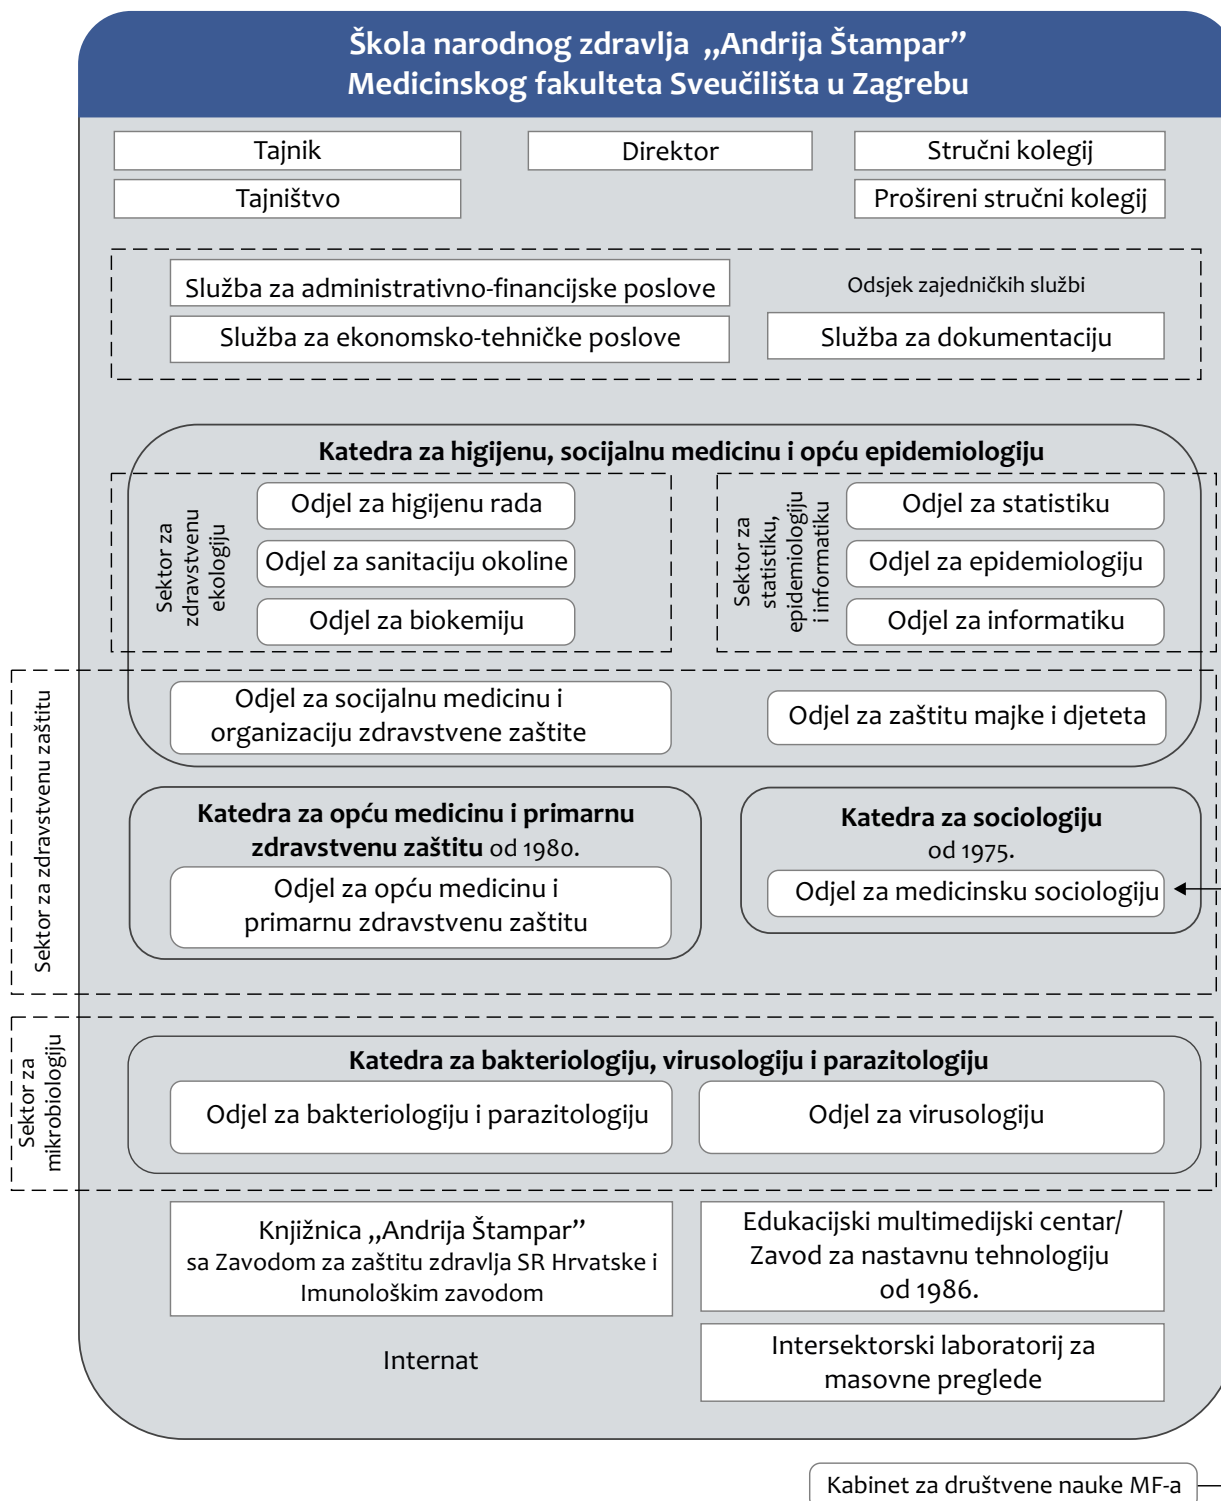 Škola narodnog zdravlja „Andrija Štampar”
Medicinskog fakulteta Sveučilišta u Zagrebu
Tajnik
Direktor
Stručni kolegij
Tajništvo
Prošireni stručni kolegij
Služba za administrativno-financijske poslove
Odsjek zajedničkih službi
Služba za ekonomsko-tehničke poslove
Služba za dokumentaciju
Katedra za higijenu, socijalnu medicinu i opću epidemiologiju
Sektor za
zdravstvenu
ekologiju
Odjel za higijenu rada
Odjel za sanitaciju okoline
Odjel za biokemiju
Sektor za
statistiku,
epidemiologiju
i informatiku
Odjel za statistiku
Odjel za epidemiologiju
Odjel za informatiku
Sektor za zdravstvenu zaštitu
Odjel za socijalnu medicinu i
organizaciju zdravstvene zaštite
Odjel za zaštitu majke i djeteta
Katedra za opću medicinu i primarnu
zdravstvenu zaštitu od 1980.
Odjel za opću medicinu i
primarnu zdravstvenu zaštitu
Katedra za sociologiju
od 1975.
Odjel za medicinsku sociologiju
Sektor za
mikrobiologiju
Katedra za bakteriologiju, virusologiju i parazitologiju
Odjel za bakteriologiju i parazitologiju
Odjel za virusologiju
Knjižnica „Andrija Štampar”
sa Zavodom za zaštitu zdravlja SR Hrvatske i
Imunološkim zavodom
Edukacijski multimedijski centar/
Zavod za nastavnu tehnologiju
od 1986.
Internat
Intersektorski laboratorij za
masovne preglede
Kabinet za društvene nauke MF-a